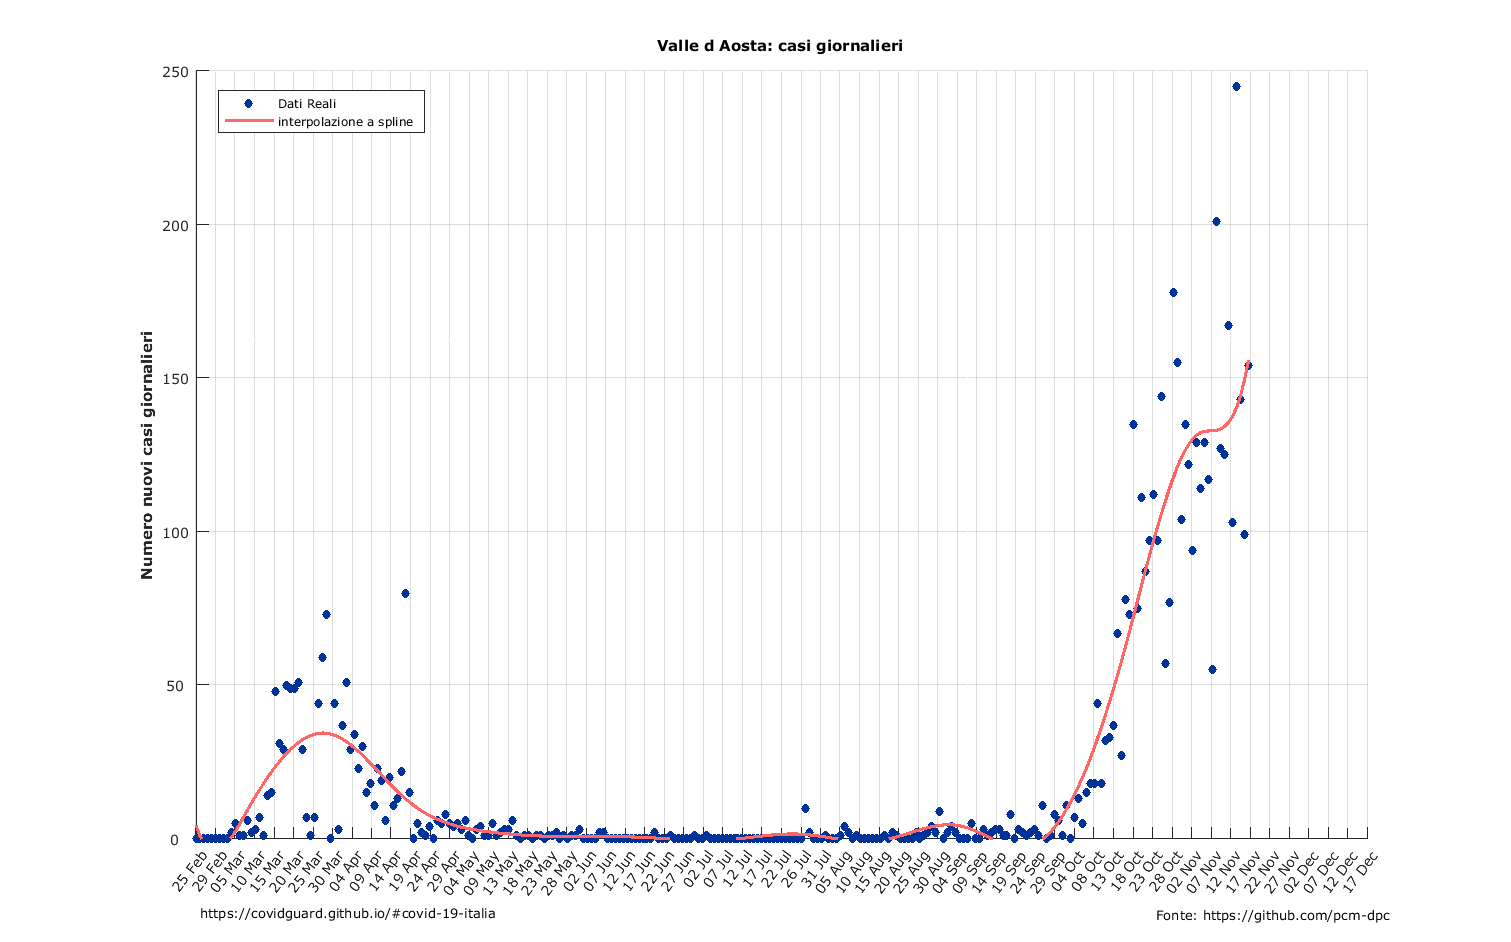 Valle d Aosta: casi giornalieri
Dati Reali
interpolazione a spline
Numero nuovi casi giornalieri
250
200
150
100
50
0
25 Feb
29 Feb
05 Mar
10 Mar
15 Mar
20 Mar
25 Mar
30 Mar
04 Apr
09 Apr
14 Apr
19 Apr
24 Apr
29 Apr
04 May
09 May
13 May
18 May
23 May
28 May
02 Jun
07 Jun
12 Jun
17 Jun
22 Jun
27 Jun
02 Jul
07 Jul
12 Jul
17 Jul
22 Jul
26 Jul
31 Jul
05 Aug
10 Aug
15 Aug
20 Aug
25 Aug
30 Aug
04 Sep
09 Sep
14 Sep
19 Sep
24 Sep
29 Sep
04 Oct
08 Oct
13 Oct
18 Oct
23 Oct
28 Oct
02 Nov
07 Nov
12 Nov
17 Nov
22 Nov
27 Nov
02 Dec
07 Dec
12 Dec
17 Dec
https://covidguard.github.io/#covid-19-italia
Fonte: https://github.com/pcm-dpc